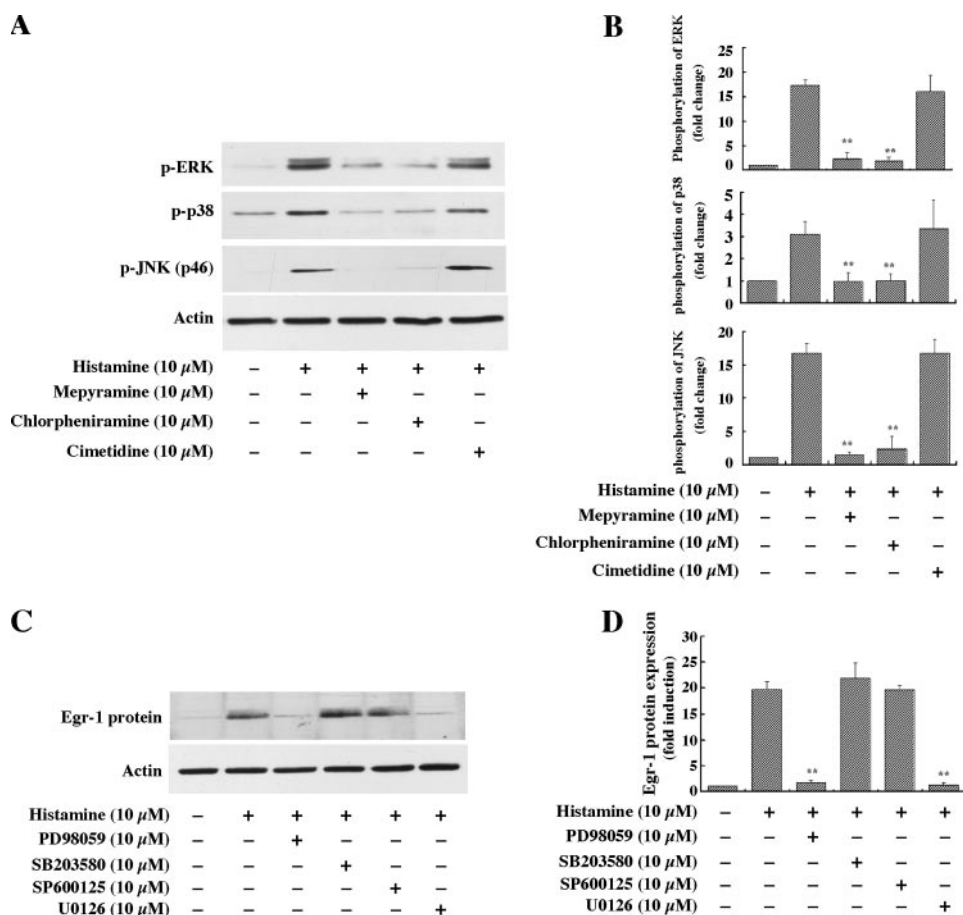 A
p-ERK
p-p38
p-JNK (p46)
Actin
Histamine (10 µM) – + + + +
Mepyramine (10 µM) – – + – –
Chlorpheniramine (10 µM) – – – + –
Cimetidine (10 µM) – – – – +
B
Phosphorylation of ERK
(fold change)
25
20
15
10
5
0
phosphorylation of p38
(fold change)
5
4
3
2
1
0
phosphorylation of JNK
(fold change)
20
15
10
5
0
** **
** **
** **
Histamine (10 µM) – + + + +
Mepyramine (10 µM) – – + – –
Chlorpheniramine (10 µM) – – – + –
Cimetidine (10 µM) – – – – +
C
Egr-1 protein
Actin
Histamine (10 µM) – + + + + +
PD98059 (10 µM) – – + – – –
SB203580 (10 µM) – – – + – –
SP600125 (10 µM) – – – – + –
U0126 (10 µM) – – – – – +
D
Egr-1 protein expression
(fold induction)
30
25
20
15
10
5
0
** **
Histamine (10 µM) – + + + + +
PD98059 (10 µM) – – + – – –
SB203580 (10 µM) – – – + – –
SP600125 (10 µM) – – – – + –
U0126 (10 µM) – – – – – +